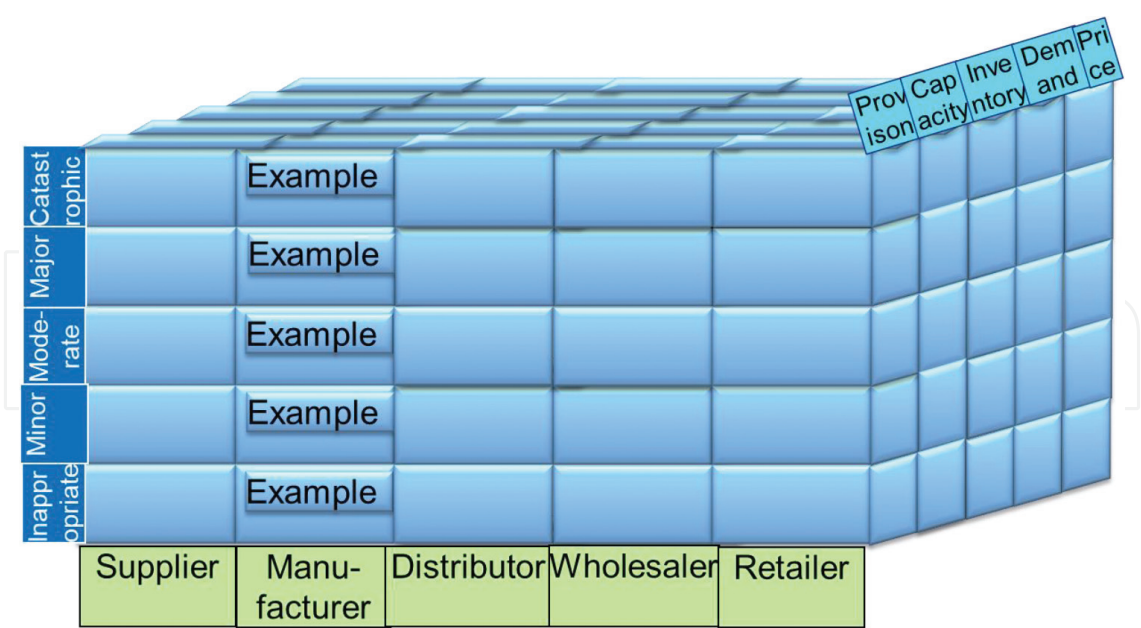 Prov
ison
Cap
acity
Inve
ntory
Dem
and
Pri
ce
Catast
rophic
Example
Major
Example
Mode-
rate
Example
Minor
Example
Inappr
opriate
Example
Supplier
Manu-
facturer
Distributor
Wholesaler
Retailer